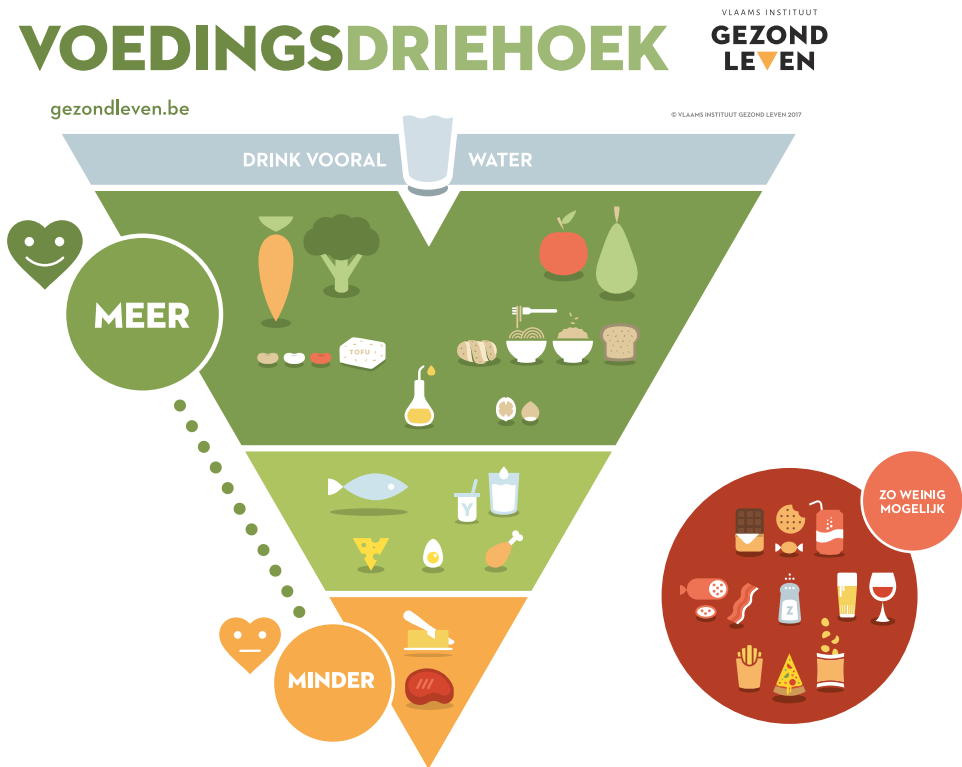 VOEDINGSDRIEHOEK
VLAAMS INSTITUUT
GEZOND
LEVEN
gezondleven.be
© VLAAMS INSTITUUT GEZOND LEVEN 2017
DRINK VOORAL WATER
MEER
TOFU
Y
ZO WEINIG
MOGELIJK
Z
MINDER